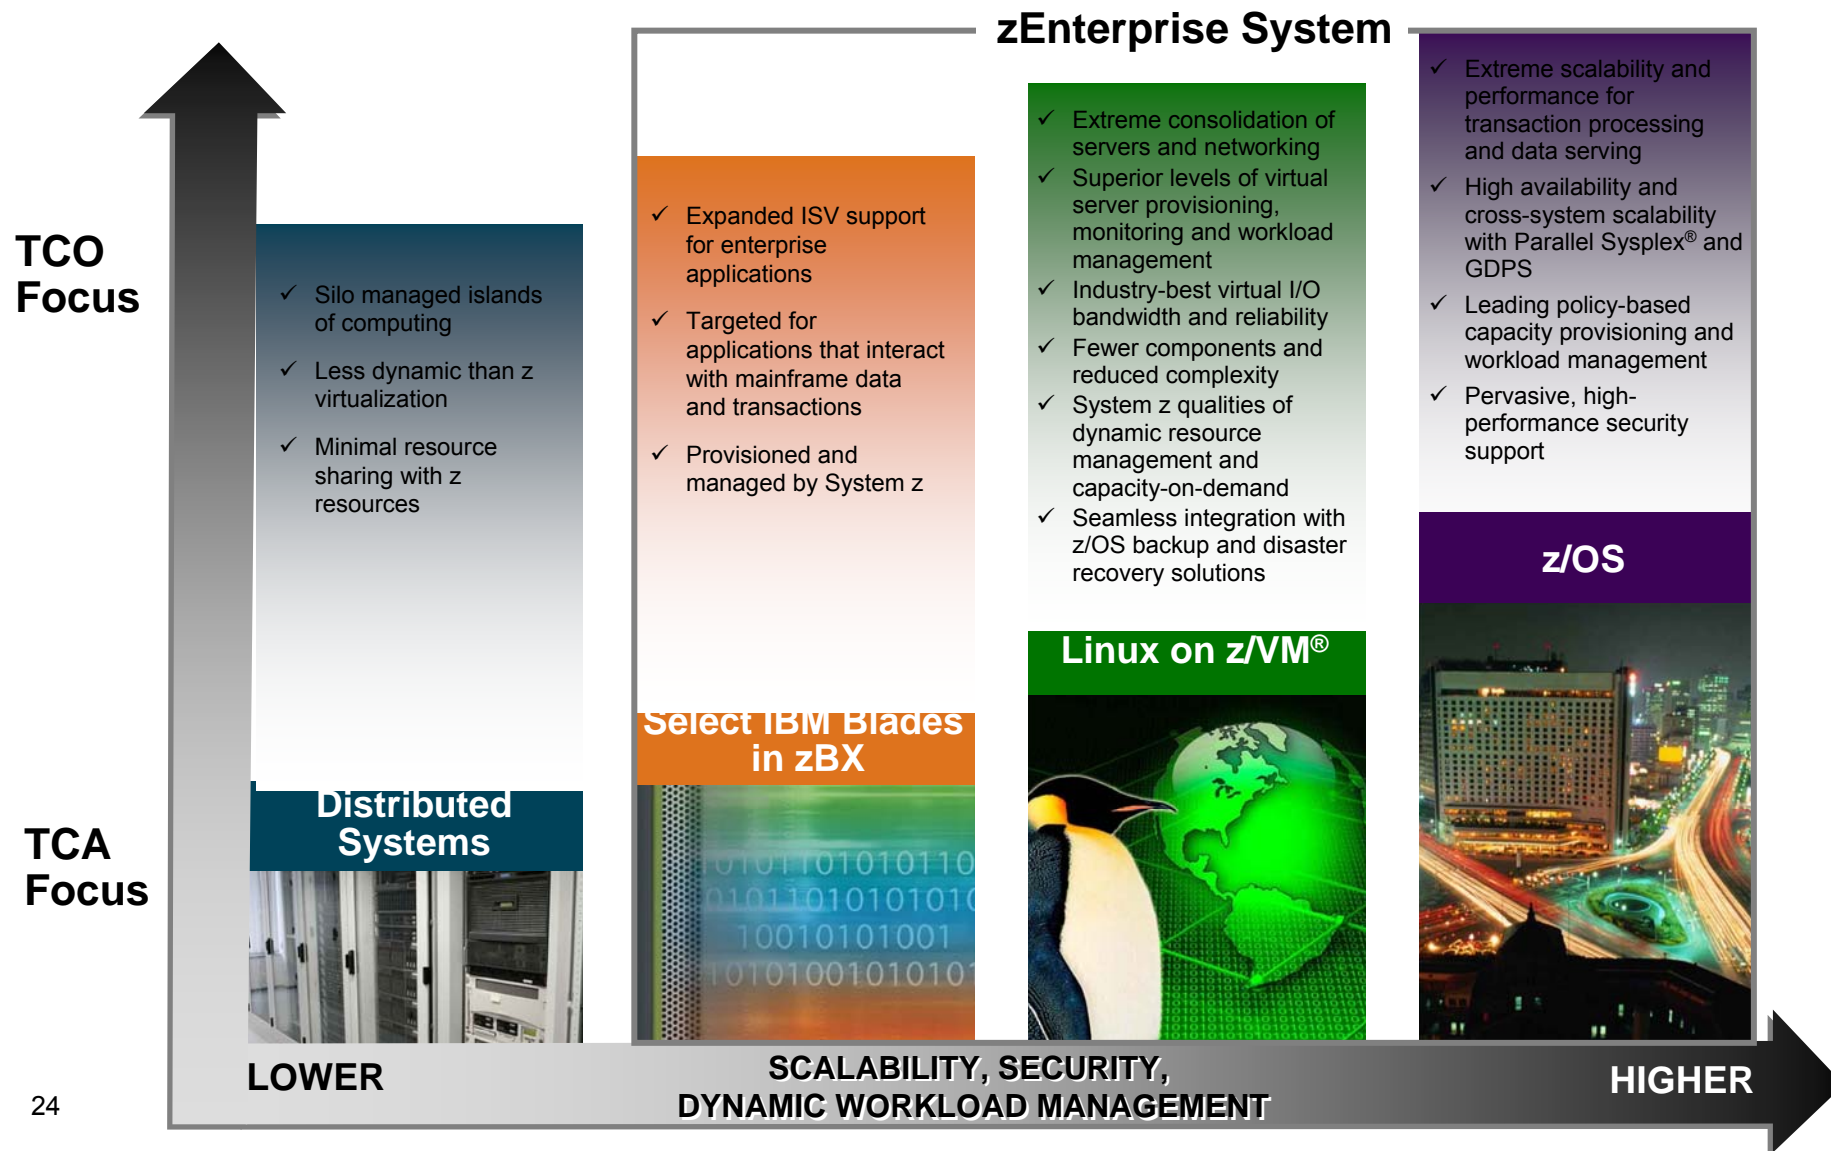 zEnterprise System
TCO
Focus
TCA
Focus
✓ Silo managed islands
of computing
✓ Less dynamic than z
virtualization
✓ Minimal resource
sharing with z
resources
Distributed
Systems
✓ Expanded ISV support
for enterprise
applications
✓ Targeted for
applications that interact
with mainframe data
and transactions
✓ Provisioned and
managed by System z
Select IBM Blades
in zBX
10010101001
✓ Extreme consolidation of
servers and networking
✓ Superior levels of virtual
server provisioning,
monitoring and workload
management
✓ Industry-best virtual I/O
bandwidth and reliability
✓ Fewer components and
reduced complexity
✓ System z qualities of
dynamic resource
management and
capacity-on-demand
✓ Seamless integration with
z/OS backup and disaster
recovery solutions
Linux on z/VM®
✓ Extreme scalability and
performance for
transaction processing
and data serving
✓ High availability and
cross-system scalability
with Parallel Sysplex® and
GDPS
✓ Leading policy-based
capacity provisioning and
workload management
✓ Pervasive, high-
performance security
support
z/OS
LOWER
SCALABILITY, SECURITY,
DYNAMIC WORKLOAD MANAGEMENT
HIGHER
24